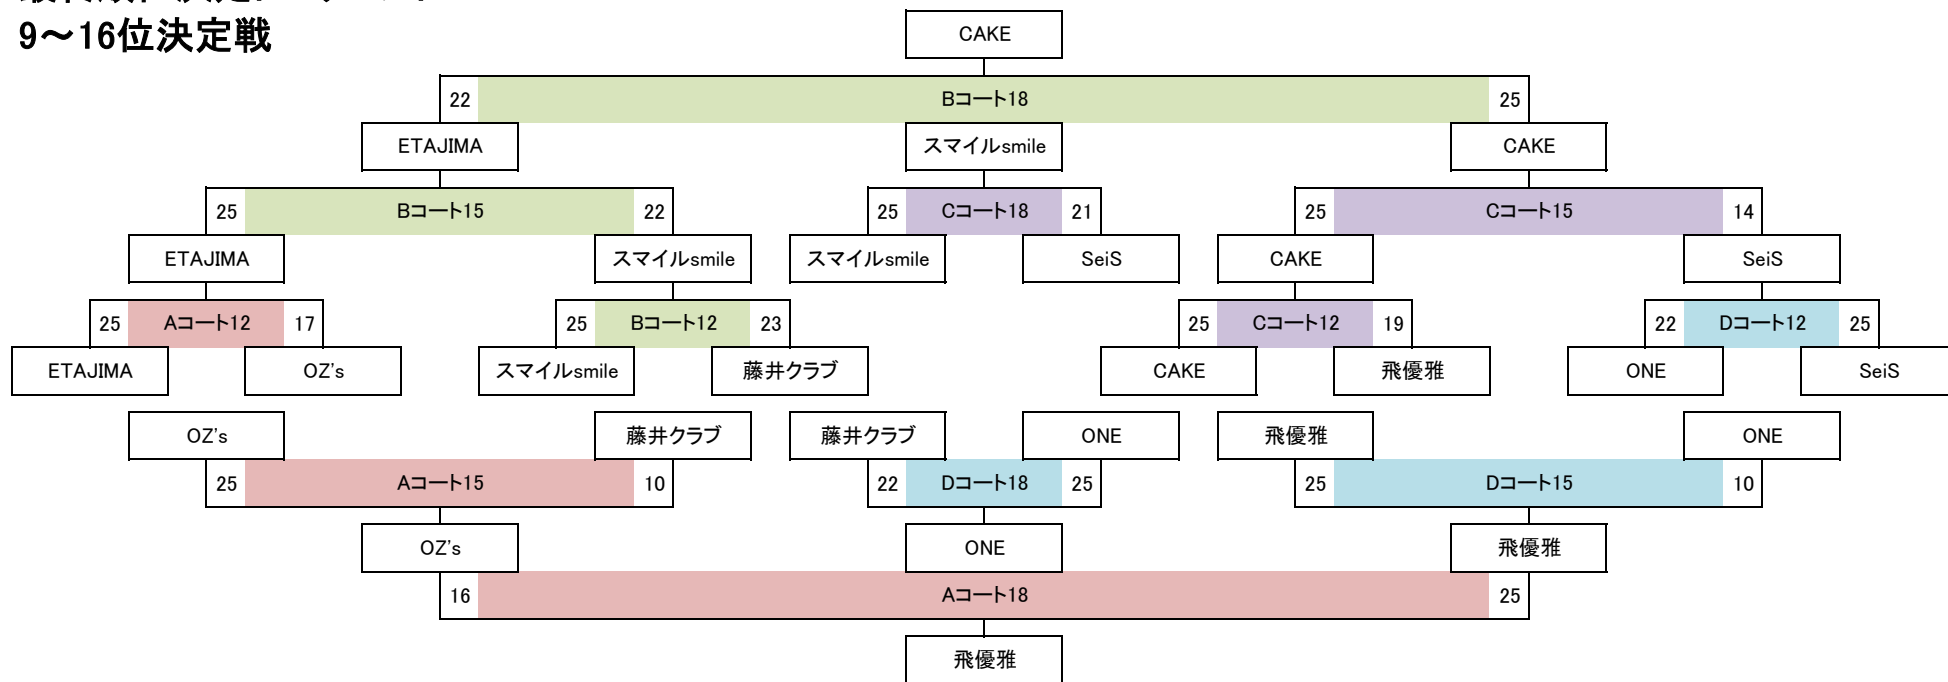 9～16位決定戦
CAKE
22 Bコート18 25
ETAJIMA スマイルsmile CAKE
25 Bコート15 22 25 Cコート18 21 25 Cコート15 14
ETAJIMA スマイルsmile スマイルsmile SeiS CAKE SeiS
25 Aコート12 17 25 Bコート12 23 25 Cコート12 19 22 Dコート12 25
ETAJIMA OZ's スマイルsmile 藤井クラブ CAKE 飛優雅 ONE SeiS
OZ's 藤井クラブ 藤井クラブ ONE 飛優雅 ONE
25 Aコート15 10 22 Dコート18 25 25 Dコート15 10
OZ's ONE 飛優雅
16 Aコート18 25
飛優雅